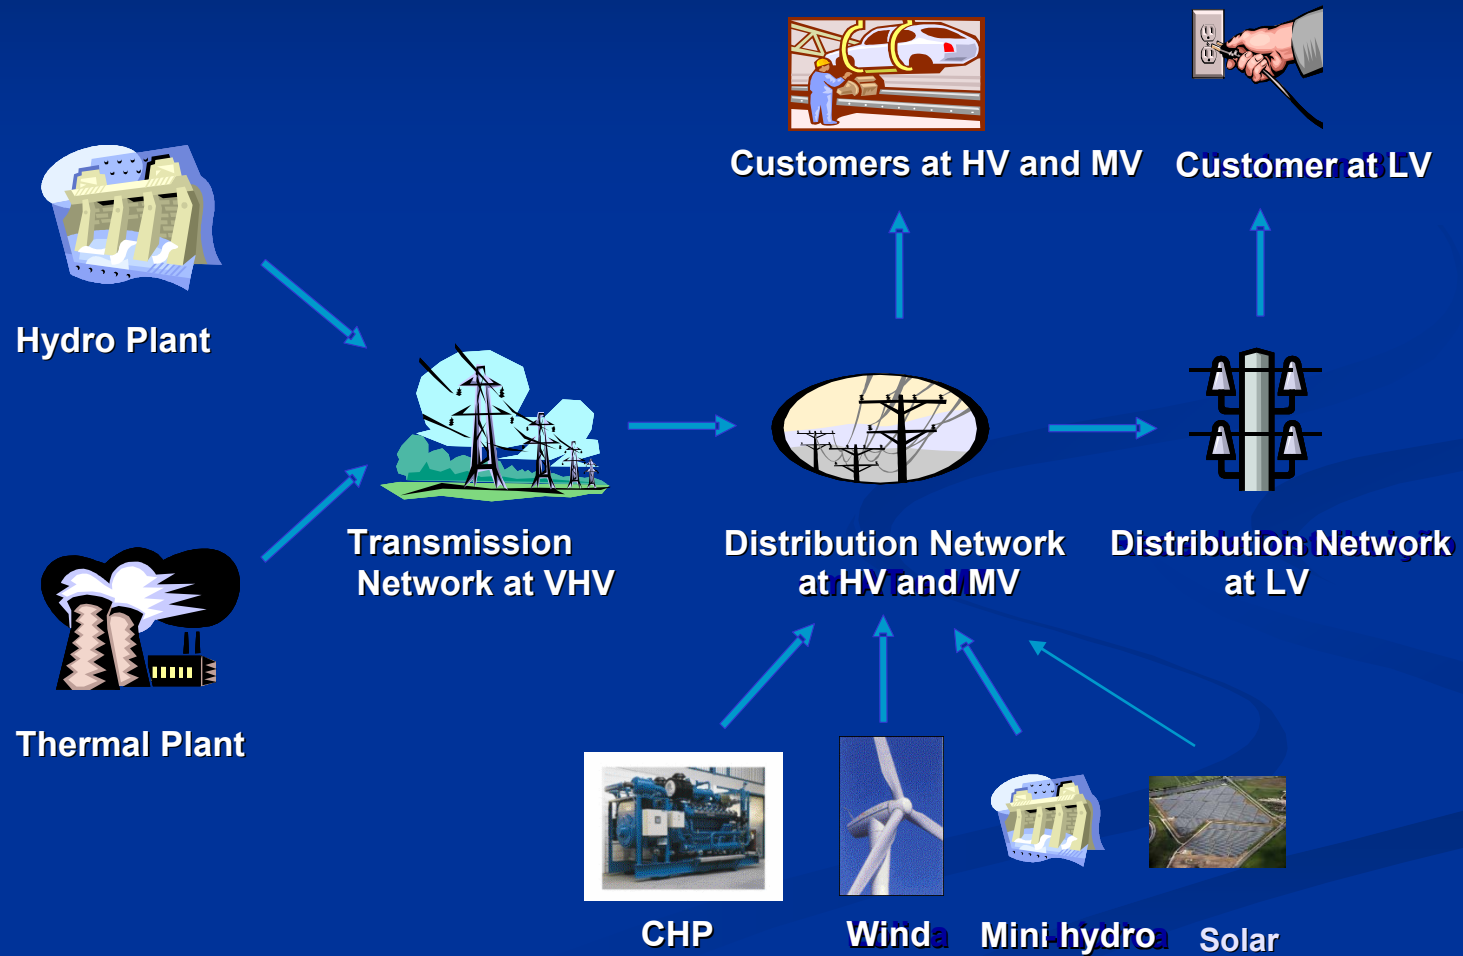 Customers at HV and MV
Customer at LV
Hydro Plant
Transmission
Network at VHV
Distribution Network
at HV and MV
Distribution Network
at LV
Thermal Plant
CHP
Wind
Mini hydro
Solar